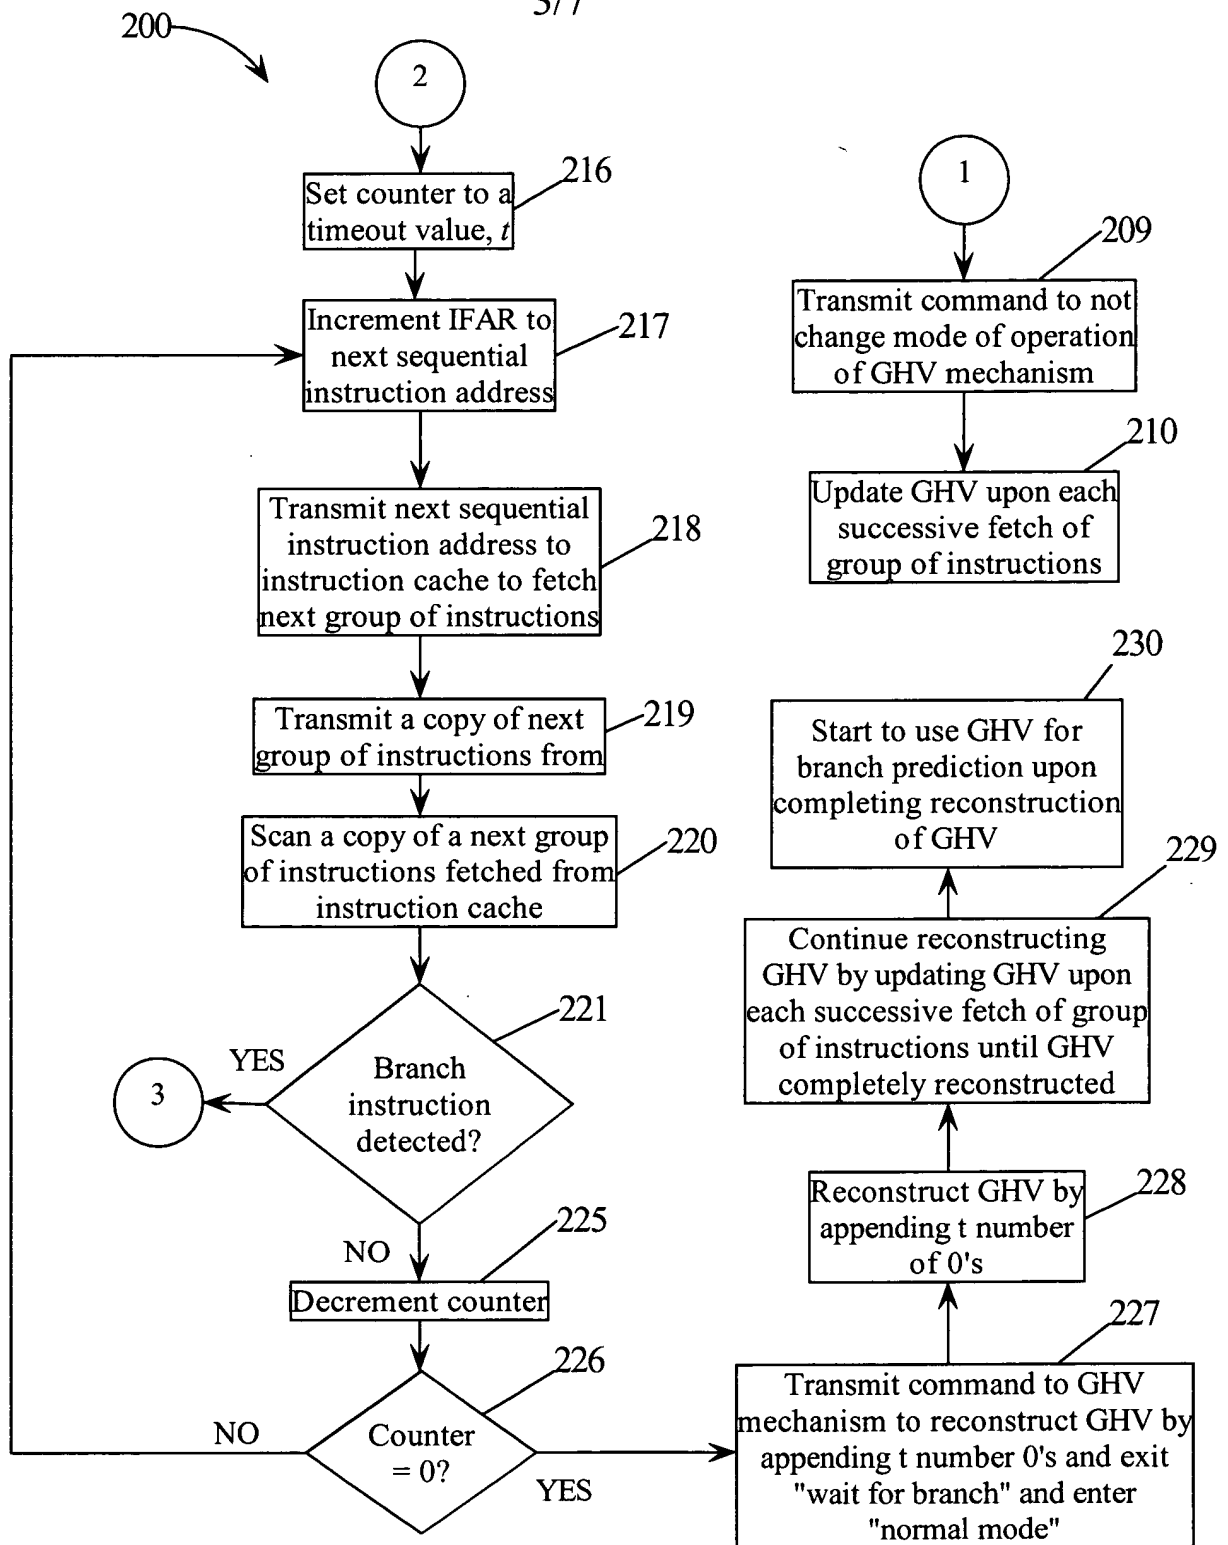 3/7
200
2
216
Set counter to a
timeout value, t
217
Increment IFAR to
next sequential
instruction address
218
Transmit next sequential
instruction address to
instruction cache to fetch
next group of instructions
219
Transmit a copy of next
group of instructions from
220
Scan a copy of a next group
of instructions fetched from
instruction cache
221
Branch
instruction
detected?
YES
3
NO
225
Decrement counter
226
Counter
= 0?
NO
YES
1
209
Transmit command to not
change mode of operation
of GHV mechanism
210
Update GHV upon each
successive fetch of
group of instructions
230
Start to use GHV for
branch prediction upon
completing reconstruction
of GHV
229
Continue reconstructing
GHV by updating GHV upon
each successive fetch of group
of instructions until GHV
completely reconstructed
228
Reconstruct GHV by
appending t number
of 0's
227
Transmit command to GHV
mechanism to reconstruct GHV by
appending t number 0's and exit
"wait for branch" and enter
"normal mode"